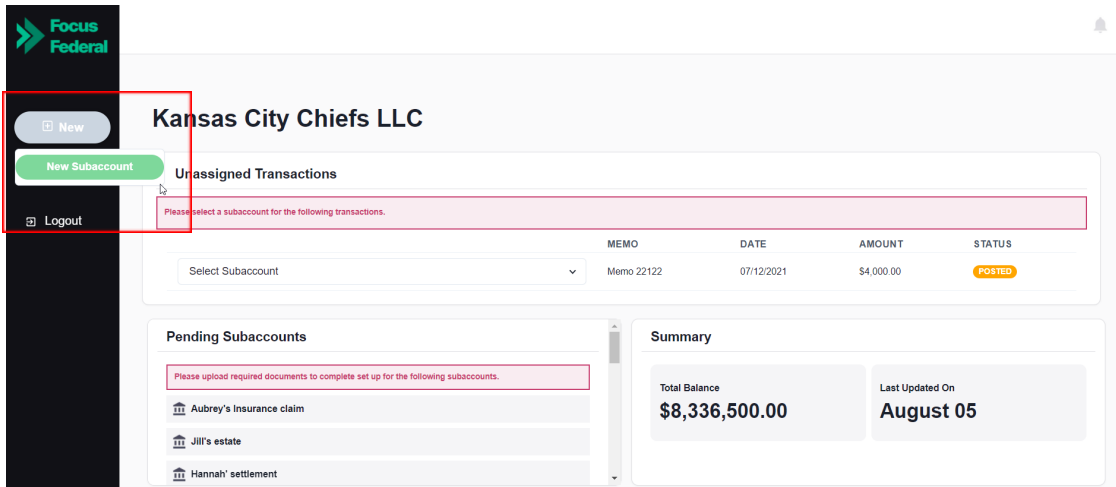 Focus
Federal
New
New Subaccount
Logout
Kansas City Chiefs LLC
Unassigned Transactions
Please select a subaccount for the following transactions.
MEMO DATE AMOUNT STATUS
Select Subaccount Memo 22122 07/12/2021 $4,000.00 POSTED
Pending Subaccounts
Please upload required documents to complete set up for the following subaccounts.
Aubrey's Insurance claim
Jill's estate
Hannah' settlement
Summary
Total Balance
$8,336,500.00
Last Updated On
August 05